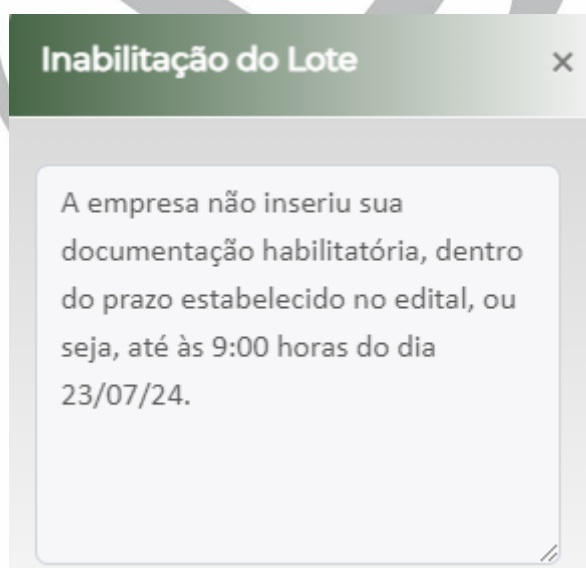 Inabilitação do Lote ×
A empresa não inseriu sua
documentação habilitatória, dentro
do prazo estabelecido no edital, ou
seja, até às 9:00 horas do dia
23/07/24.